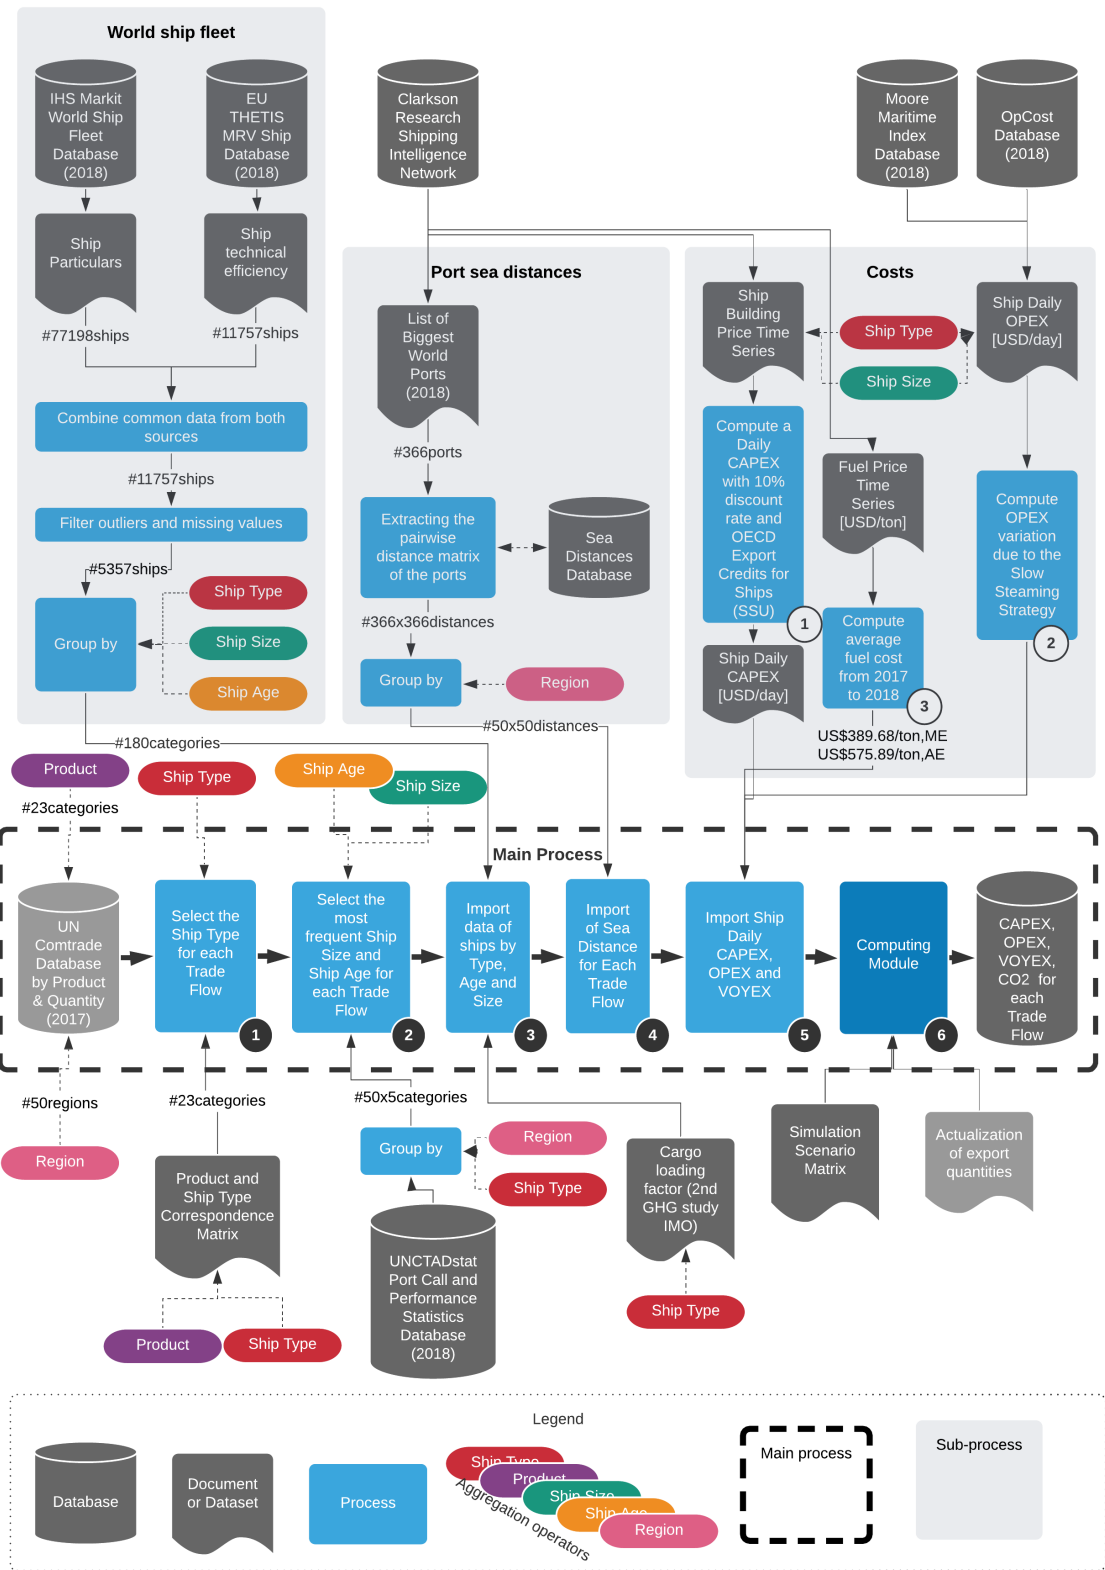 World ship fleet
IHS Markit
World Ship
Fleet
Database
(2018)
EU
THETIS
MRV Ship
Database
(2018)
Clarkson
Research
Shipping
Intelligence
Network
Moore
Maritime
Index
Database
(2018)
OpCost
Database
(2018)
Ship
Particulars
Ship
technical
efficiency
#77198ships
#11757ships
Combine common data from both
sources
#11757ships
Filter outliers and missing values
#5357ships
Group by
Ship Type
Ship Size
Ship Age
#180categories
Port sea distances
List of
Biggest
World
Ports
(2018)
#366ports
Extracting the
pairwise
distance matrix
of the ports
Sea
Distances
Database
#366x366distances
Group by
Region
#50x50distances
Costs
Ship
Building
Price Time
Series
Ship Type
Ship Size
Ship Daily
OPEX
[USD/day]
Compute a
Daily
CAPEX
with 10%
discount
rate and
OECD
Export
Credits for
Ships
(SSU)
1
Ship Daily
CAPEX
[USD/day]
Fuel Price
Time
Series
[USD/ton]
Compute
average
fuel cost
from 2017
to 2018
3
US$389.68/ton,ME
US$575.89/ton,AE
Compute
OPEX
variation
due to the
Slow
Steaming
Strategy
2
Product
#23categories
Ship Type
Ship Age
Ship Size
Main Process
UN
Comtrade
Database
by Product
& Quantity
(2017)
Select the
Ship Type
for each
Trade
Flow
1
Select the
most
frequent Ship
Size and
Ship Age for
each Trade
Flow
2
Import
data of
ships by
Type,
Age and
Size
3
Import
of Sea
Distance
for Each
Trade
Flow
4
Import Ship
Daily
CAPEX,
OPEX and
VOYEX
5
Computing
Module
6
CAPEX,
OPEX,
VOYEX,
CO2 for
each
Trade
Flow
#50regions
Region
#23categories
Product and
Ship Type
Correspondence
Matrix
Product
Ship Type
#50x5categories
Group by
Region
Ship Type
UNCTADstat
Port Call and
Performance
Statistics
Database
(2018)
Cargo
loading
factor (2nd
GHG study
IMO)
Ship Type
Simulation
Scenario
Matrix
Actualization
of export
quantities
Legend
Database
Document
or Dataset
Process
Ship Type
Product
Ship Size
Ship Age
Region
Aggregation operators
Main process
Sub-process